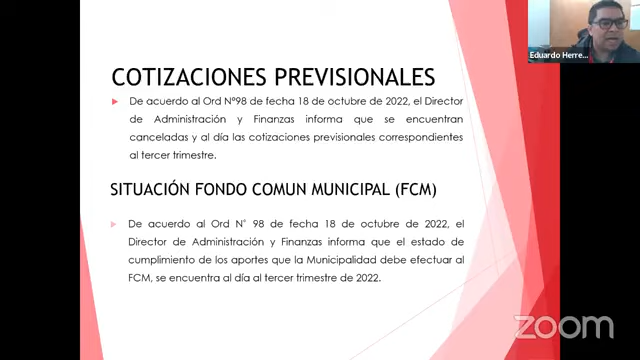 Eduardo Herre...
COTIZACIONES PREVISIONALES
De acuerdo al Ord N°98 de fecha 18 de octubre de 2022, el Director
de Administración y Finanzas informa que se encuentran
canceladas y al día las cotizaciones previsionales correspondientes
al tercer trimestre.
SITUACIÓN FONDO COMUN MUNICIPAL (FCM)
De acuerdo al Ord N° 98 de fecha 18 de octubre de 2022, el
Director de Administración y Finanzas informa que el estado de
cumplimiento de los aportes que la Municipalidad debe efectuar al
FCM, se encuentra al día al tercer trimestre de 2022.
zoom